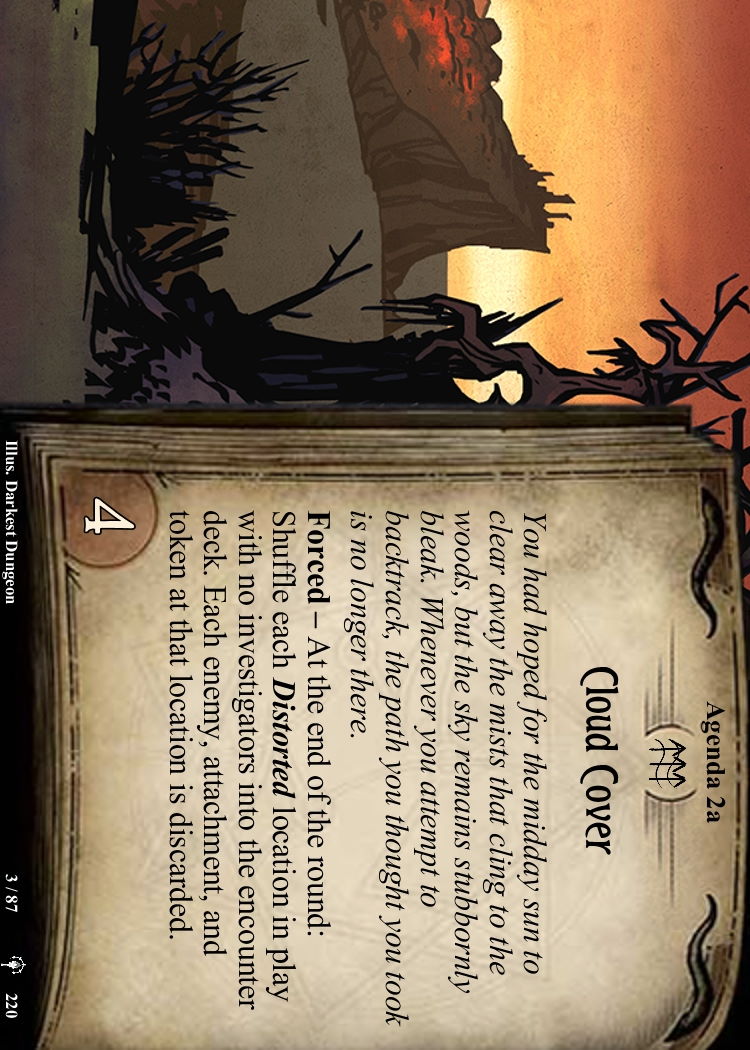 Agenda 2a
Cloud Cover
You had hoped for the midday sun to
clear away the mists that cling to the
woods, but the sky remains stubbornly
bleak. Whenever you attempt to
backtrack, the path you thought you took
is no longer there.
Forced – At the end of the round:
Shuffle each Distorted location in play
with no investigators into the encounter
deck. Each enemy, attachment, and
token at that location is discarded.
4
Illus. Darkest Dungeon
3 / 87
220